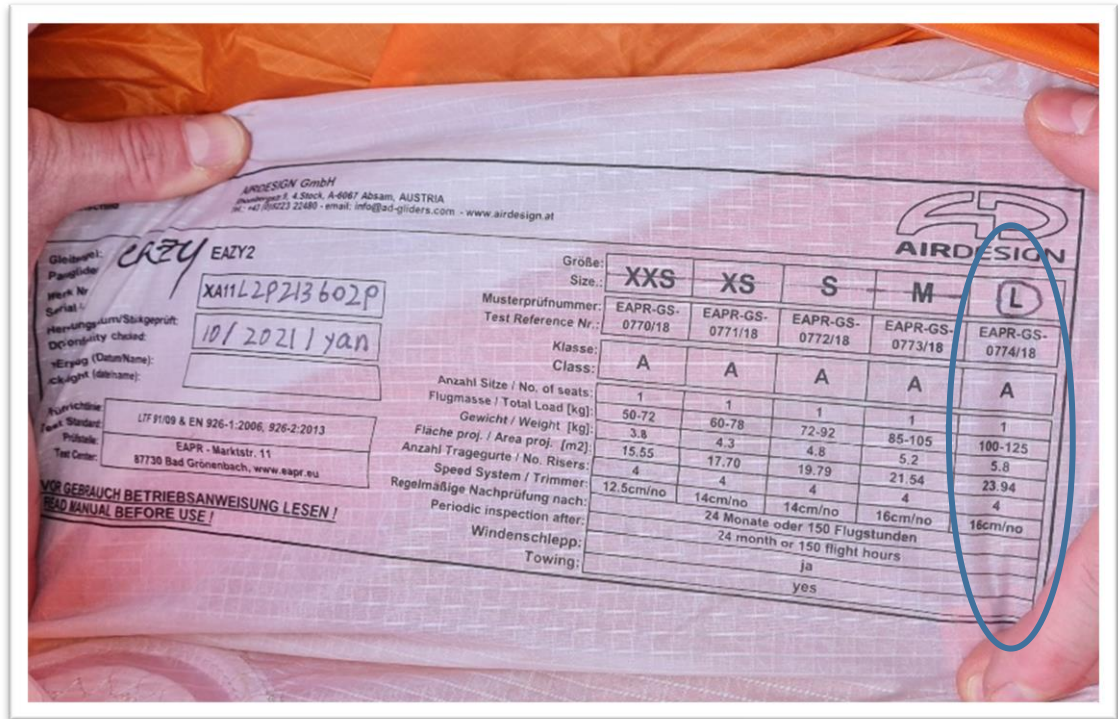 AIRDESIGN GmbH
4.Stock, A-6067 Absam, AUSTRIA
22480 - email: info@ad-gliders.com - www.airdesign.at
AIRDESIGN
EAZY EAZY2
Serial
XA11L2P213602P
10/2021 / yan
LTF 91/09 & EN 926-1:2006, 926-2:2013
Prüfstelle:
Test Center:
EAPR - Marktstr. 11
87730 Bad Grönenbach, www.eapr.eu
VOR GEBRAUCH BETRIEBSANWEISUNG LESEN !
READ MANUAL BEFORE USE !
Größe:
Size.: XXS XS S M L
Musterprüfnummer:
Test Reference Nr.: EAPR-GS-0770/18 EAPR-GS-0771/18 EAPR-GS-0772/18 EAPR-GS-0773/18 EAPR-GS-0774/18
Klasse:
Class: A A A A A
Anzahl Sitze / No. of seats: 1 1 1 1 1
Flugmasse / Total Load [kg]: 50-72 60-78 72-92 85-105 100-125
Gewicht / Weight [kg]: 3.8 4.3 4.8 5.2 5.8
Fläche proj. / Area proj. [m2]: 15.55 17.70 19.79 21.54 23.94
Anzahl Tragegurte / No. Risers: 4 4 4 4 4
Speed System / Trimmer: 12.5cm/no 14cm/no 14cm/no 16cm/no 16cm/no
Regelmäßige Nachprüfung nach: 24 Monate oder 150 Flugstunden
Periodic inspection after: 24 month or 150 flight hours
Windenschlepp: ja
Towing: yes